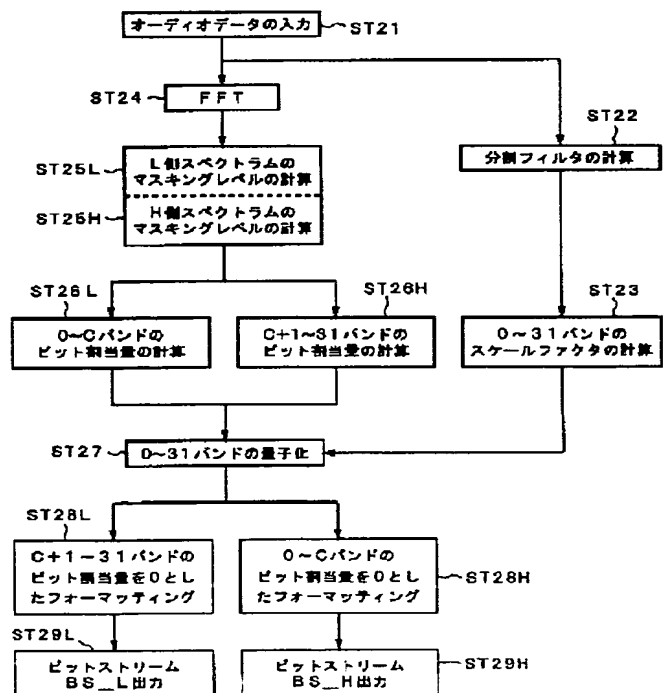 オーディオデータの入力
ST21
ST24
FFT
ST22
分割フィルタの計算
ST25L
L側スペクトラムの
マスキングレベルの計算
ST25H
H側スペクトラムの
マスキングレベルの計算
ST26L
0~Cバンドの
ビット割当量の計算
ST26H
C+1~31バンドの
ビット割当量の計算
ST23
0~31バンドの
スケールファクタの計算
ST27
0~31バンドの量子化
ST28L
C+1~31バンドの
ビット割当量を0とし
たフォーマッティング
0~Cバンドの
ビット割当量を0とし
たフォーマッティング
ST28H
ST29L
ビットストリーム
BS_L出力
ビットストリーム
BS_H出力
ST29H